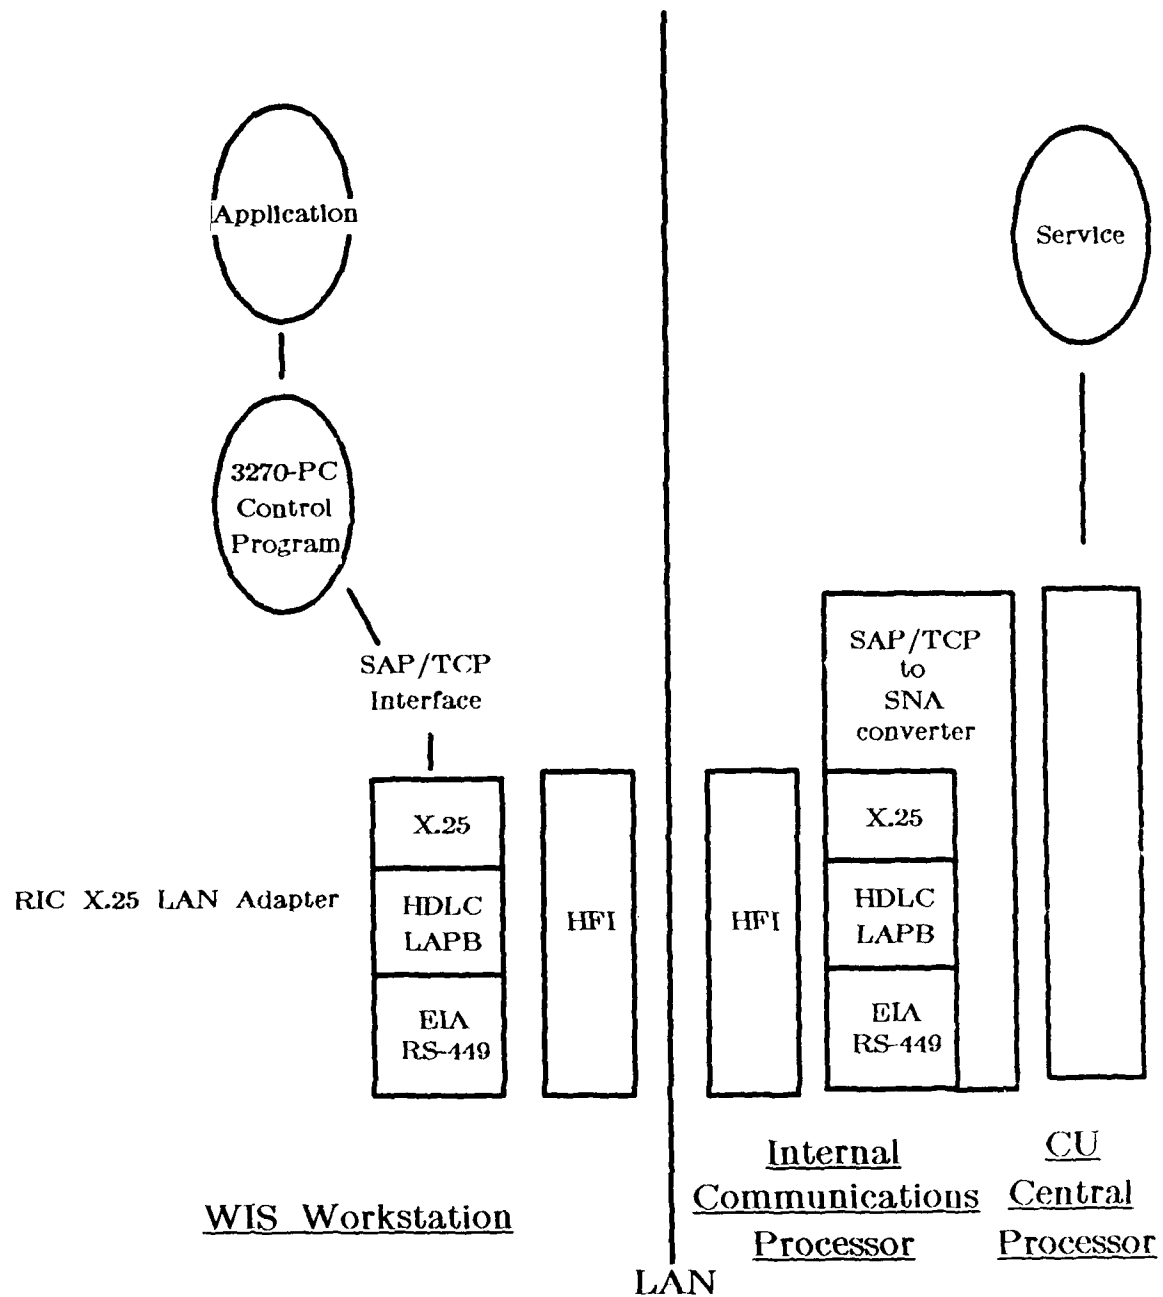 Application
Service
3270-PC
Control
Program
SAP/TCP
Interface
SAP/TCP
to
SNA
converter
X.25
HDLC
LAPB
EIA
RS-449
RIC X.25 LAN Adapter
HFI
HFI
X.25
HDLC
LAPB
EIA
RS-449
WIS Workstation
Internal
Communications
Processor
CU
Central
Processor
LAN